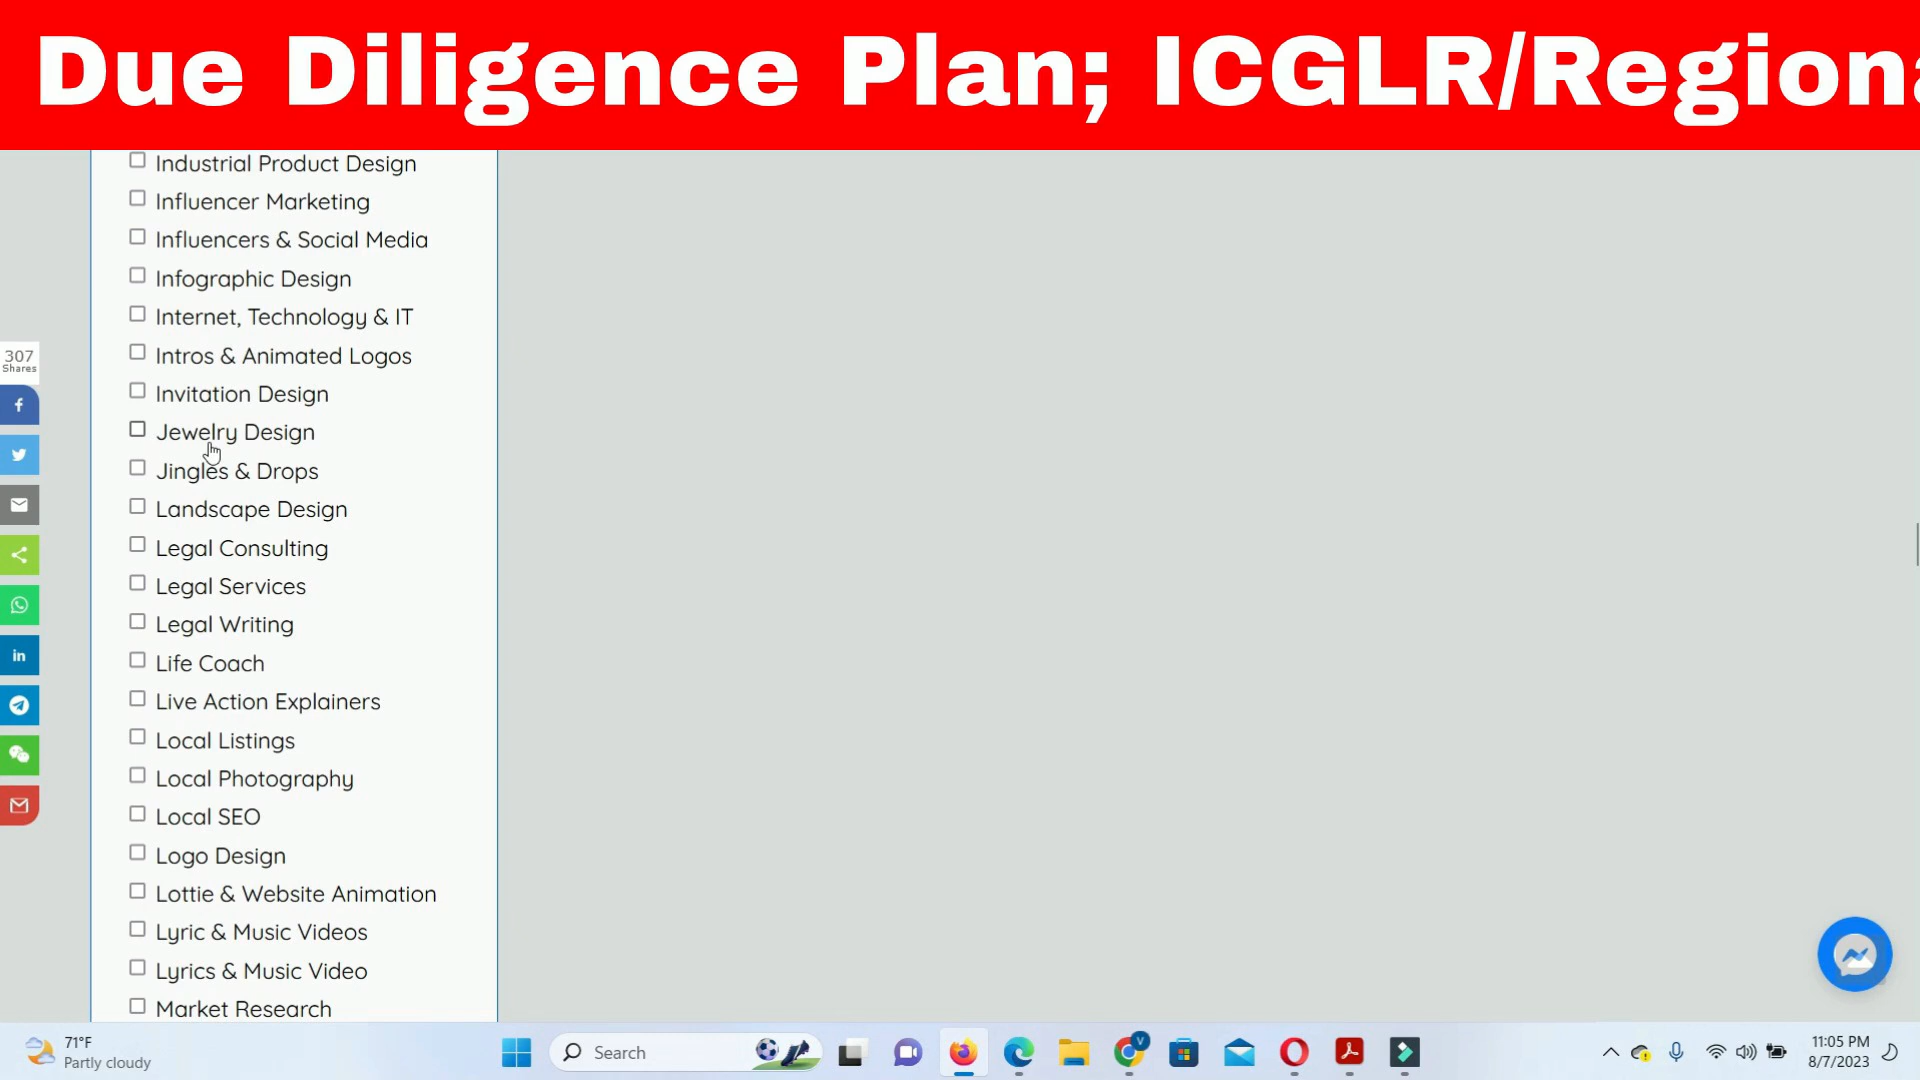 Due Diligence Plan; ICGLR/Regiona
Industrial Product Design
Influencer Marketing
Influencers & Social Media
Infographic Design
Internet, Technology & IT
Intros & Animated Logos
Invitation Design
Jewelry Design
Jingles & Drops
Landscape Design
Legal Consulting
Legal Services
Legal Writing
Life Coach
Live Action Explainers
Local Listings
Local Photography
Local SEO
Logo Design
Lottie & Website Animation
Lyric & Music Videos
Lyrics & Music Video
Market Research
307
Shares
71°F
Partly cloudy
Search
11:05 PM
8/7/2023